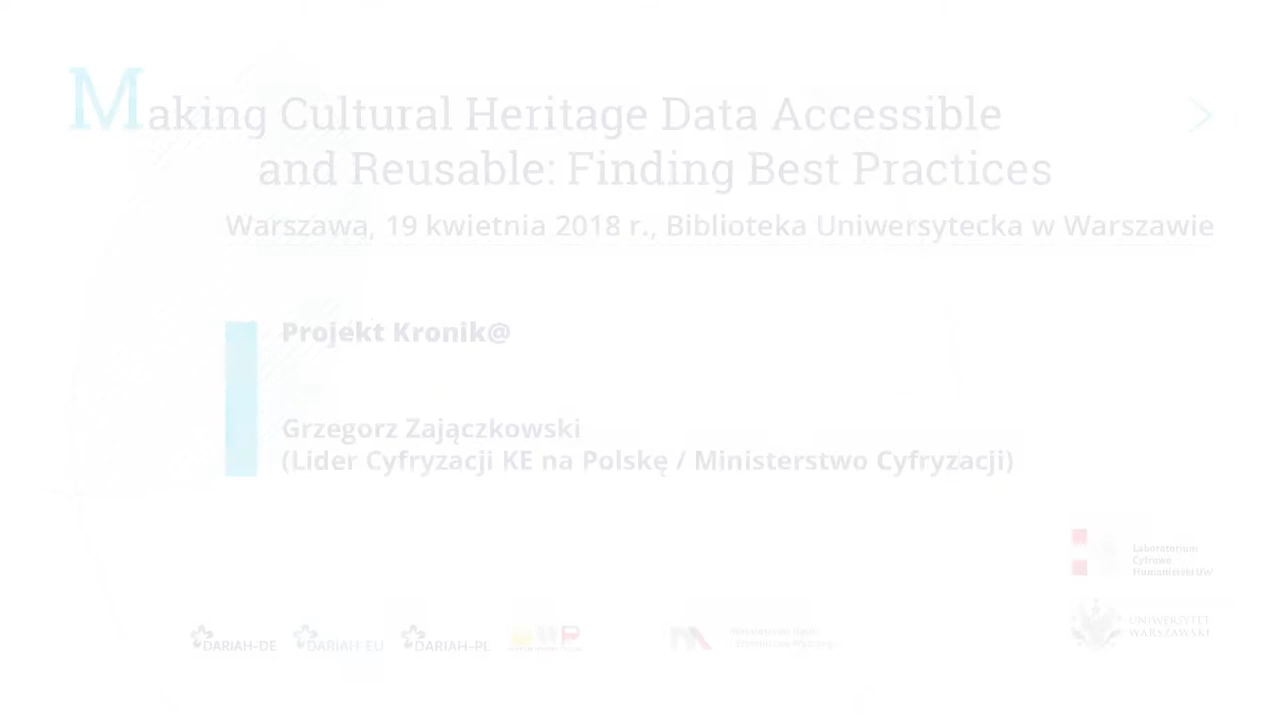 Making Cultural Heritage Data Accessible
and Reusable: Finding Best Practices
Warszawa, 19 kwietnia 2018 r., Biblioteka Uniwersytecka w Warszawie
Projekt Kronik@
Grzegorz Zajączkowski
(Lider Cyfryzacji KE na Polskę / Ministerstwo Cyfryzacji)
Laboratorium
Cyfrowe
Humanistyki UW
UNIWERSYTET
WARSZAWSKI
DARIAH-DE
DARIAH-EU
DARIAH-PL